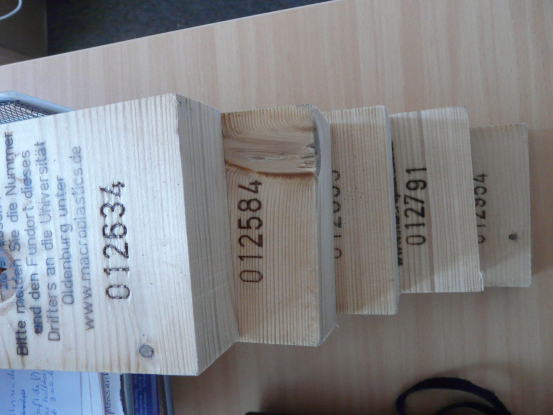 Bitte melden Sie die Nummer
und den Fundort dieses
Drifters an die Universität
Oldenburg unter
www.macroplastics.de
012634
012584
012791
012954